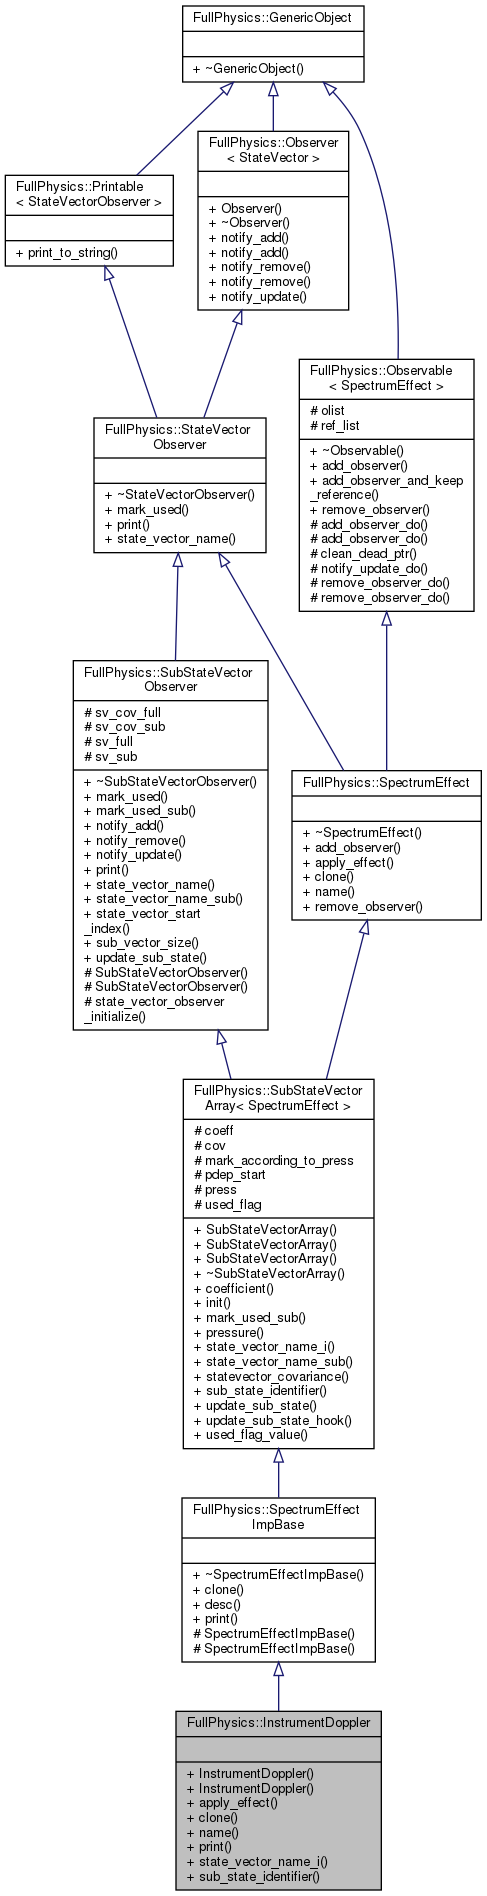 FullPhysics::GenericObject
+ ~GenericObject()
FullPhysics::Observer
< StateVector >
+ Observer()
+ ~Observer()
+ notify_add()
+ notify_add()
+ notify_remove()
+ notify_remove()
+ notify_update()
FullPhysics::Printable
< StateVectorObserver >
+ print_to_string()
FullPhysics::Observable
< SpectrumEffect >
# olist
# ref_list
+ ~Observable()
+ add_observer()
+ add_observer_and_keep
_reference()
+ remove_observer()
# add_observer_do()
# add_observer_do()
# clean_dead_ptr()
# notify_update_do()
# remove_observer_do()
# remove_observer_do()
FullPhysics::StateVector
Observer
+ ~StateVectorObserver()
+ mark_used()
+ print()
+ state_vector_name()
FullPhysics::SubStateVector
Observer
# sv_cov_full
# sv_cov_sub
# sv_full
# sv_sub
+ ~SubStateVectorObserver()
+ mark_used()
+ mark_used_sub()
+ notify_add()
+ notify_remove()
+ notify_update()
+ print()
+ state_vector_name()
+ state_vector_name_sub()
+ state_vector_start
_index()
+ sub_vector_size()
+ update_sub_state()
# SubStateVectorObserver()
# SubStateVectorObserver()
# state_vector_observer
_initialize()
FullPhysics::SpectrumEffect
+ ~SpectrumEffect()
+ add_observer()
+ apply_effect()
+ clone()
+ name()
+ remove_observer()
FullPhysics::SubStateVector
Array< SpectrumEffect >
# coeff
# cov
# mark_according_to_press
# pdep_start
# press
# used_flag
+ SubStateVectorArray()
+ SubStateVectorArray()
+ SubStateVectorArray()
+ ~SubStateVectorArray()
+ coefficient()
+ init()
+ mark_used_sub()
+ pressure()
+ state_vector_name_i()
+ state_vector_name_sub()
+ statevector_covariance()
+ sub_state_identifier()
+ update_sub_state()
+ update_sub_state_hook()
+ used_flag_value()
FullPhysics::SpectrumEffect
ImpBase
+ ~SpectrumEffectImpBase()
+ clone()
+ desc()
+ print()
# SpectrumEffectImpBase()
# SpectrumEffectImpBase()
FullPhysics::InstrumentDoppler
+ InstrumentDoppler()
+ InstrumentDoppler()
+ apply_effect()
+ clone()
+ name()
+ print()
+ state_vector_name_i()
+ sub_state_identifier()